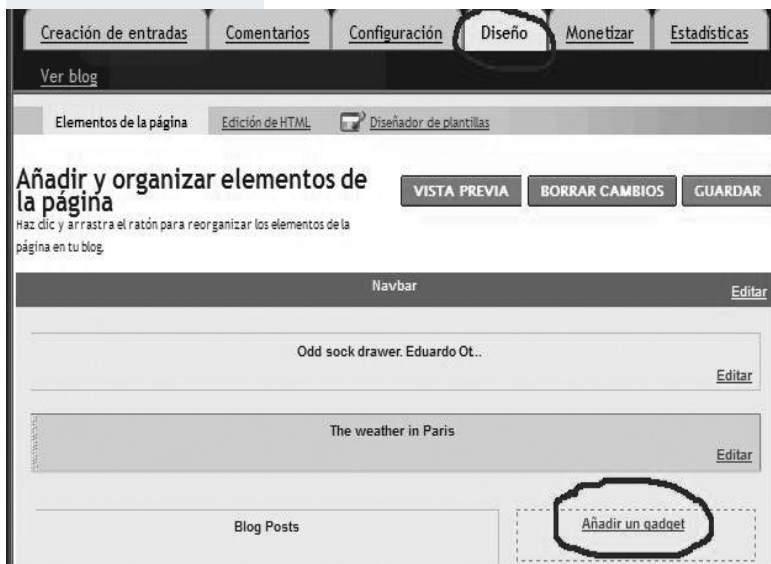 Creación de entradas Comentarios Configuración Diseño Monetizar Estadísticas
Ver blog
Elementos de la página Edición de HTML Diseñador de plantillas
Añadir y organizar elementos de
la página
VISTA PREVIA BORRAR CAMBIOS GUARDAR
Haz clic y arrastra el ratón para reorganizar los elementos de la
página en tu blog.
Navbar
Editar
Odd sock drawer. Eduardo Ot...
Editar
The weather in Paris
Editar
Blog Posts
Añadir un gadget